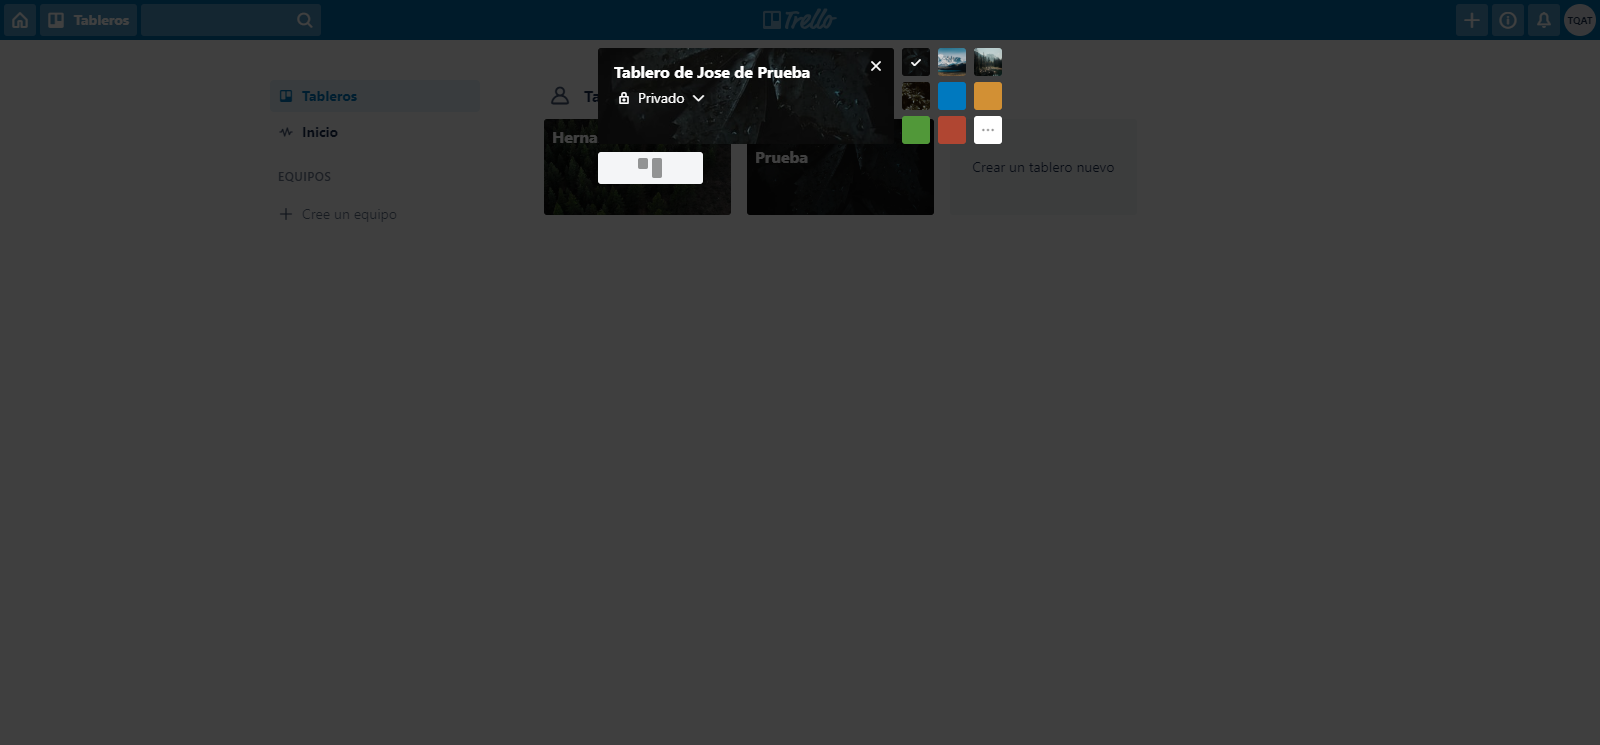 Tableros
Trello
TQAT
Tablero de Jose de Prueba
Privado
Tableros
Inicio
EQUIPOS
Cree un equipo
Ta
Herna
Prueba
Crear un tablero nuevo